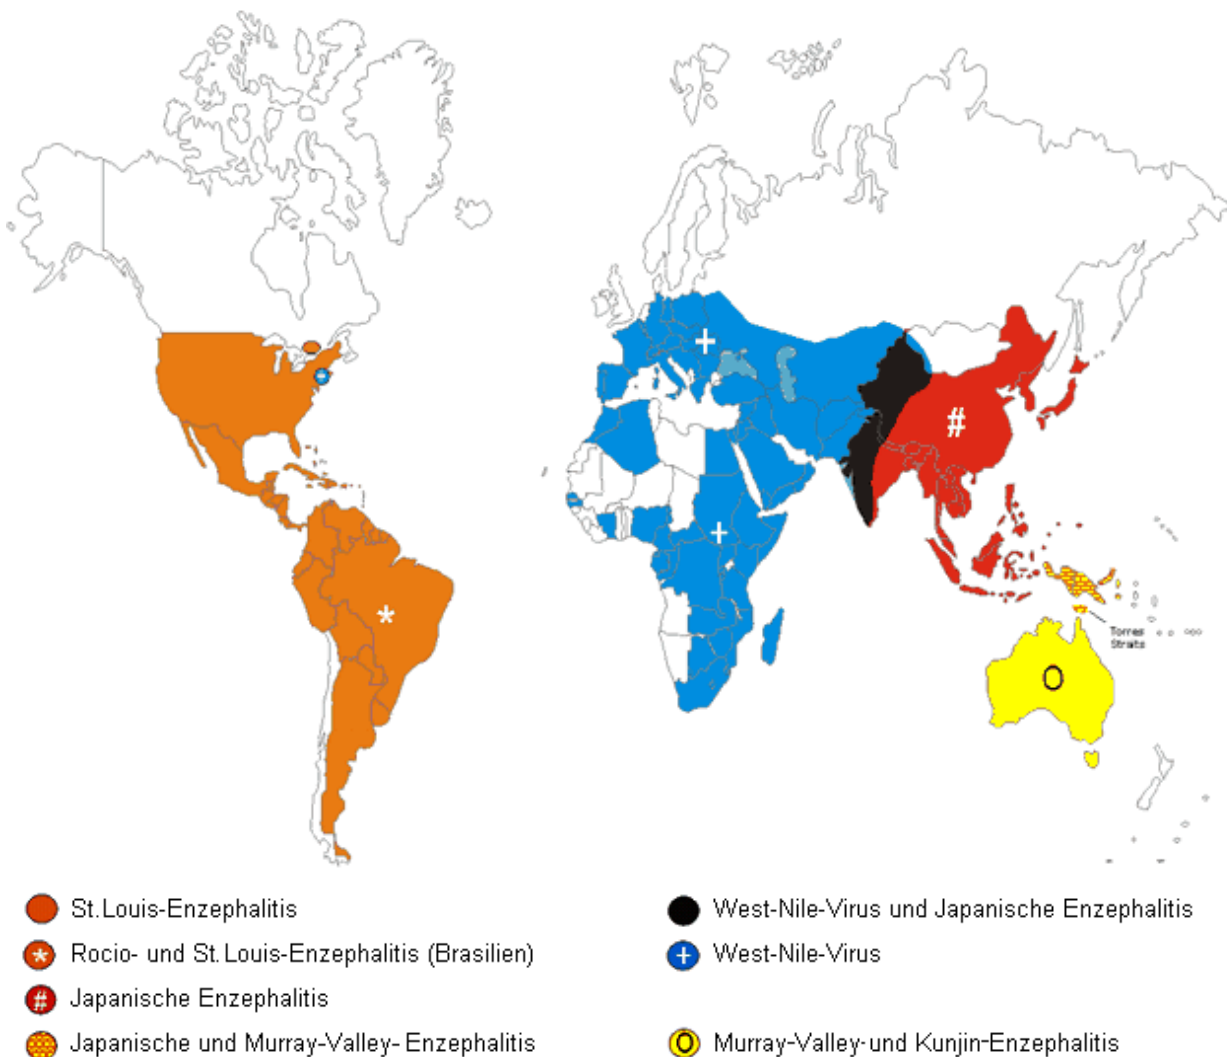 Torres
Straits
St.Louis-Enzephalitis
Rocio- und St.Louis-Enzephalitis (Brasilien)
# Japanische Enzephalitis
Japanische und Murray-Valley- Enzephalitis
West-Nile-Virus und Japanische Enzephalitis
West-Nile-Virus
Murray-Valley-und Kunjin-Enzephalitis